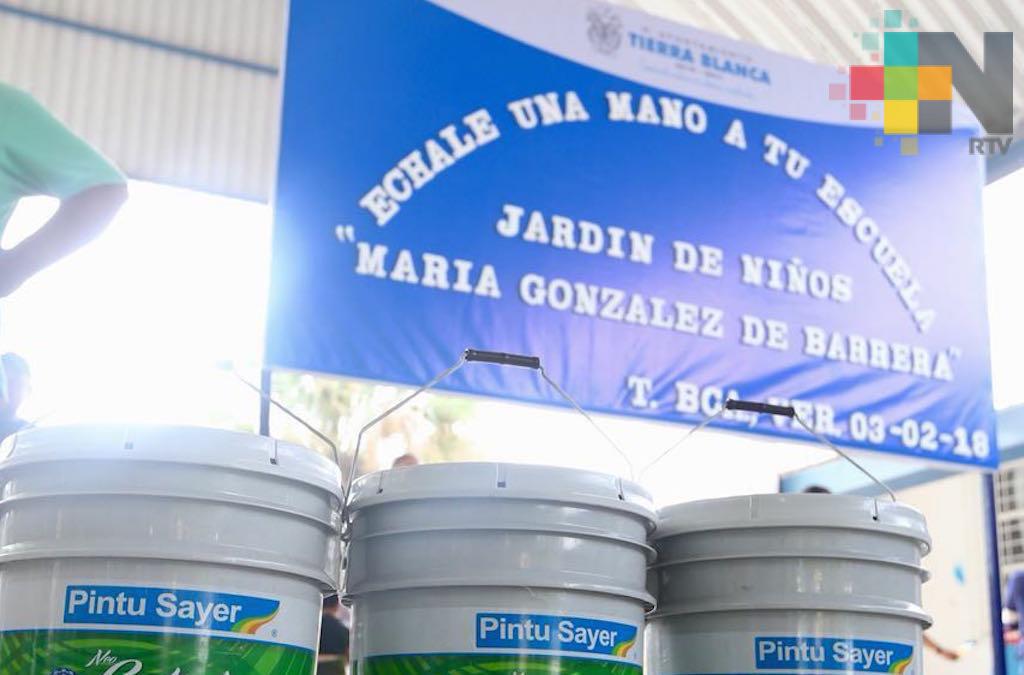 TIERRA BLANCA
N
RTV
ECHALE UNA MANO A TU ESCUELA
JARDIN DE NIÑOS
"MARIA GONZALEZ DE BARRERA"
T. BCA, VER. 03-02-18
Pintu Sayer
Pintu Sayer
Pintu Sayer
Neo